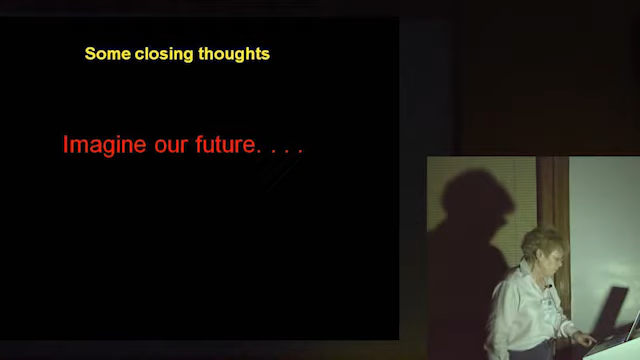 Some closing thoughts
Imagine our future. . . .